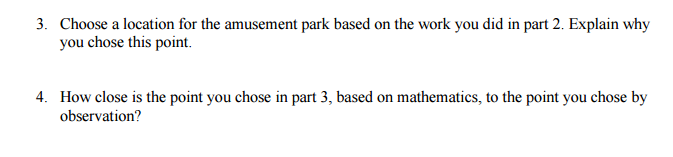 3. Choose a location for the amusement park based on the work you did in part 2. Explain why
you chose this point.
4. How close is the point you chose in part 3, based on mathematics, to the point you chose by
observation?